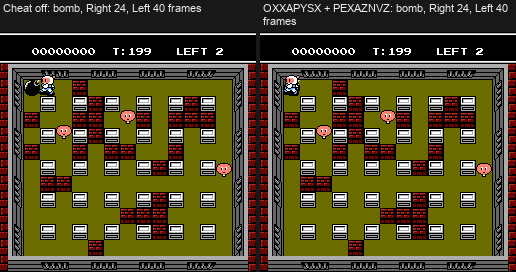 Cheat off: bomb, Right 24, Left 40 frames
OXXAPYSX + PEXAZNVZ: bomb, Right 24, Left 40
frames
00000000 T:199 LEFT 2
00000000 T:199 LEFT 2